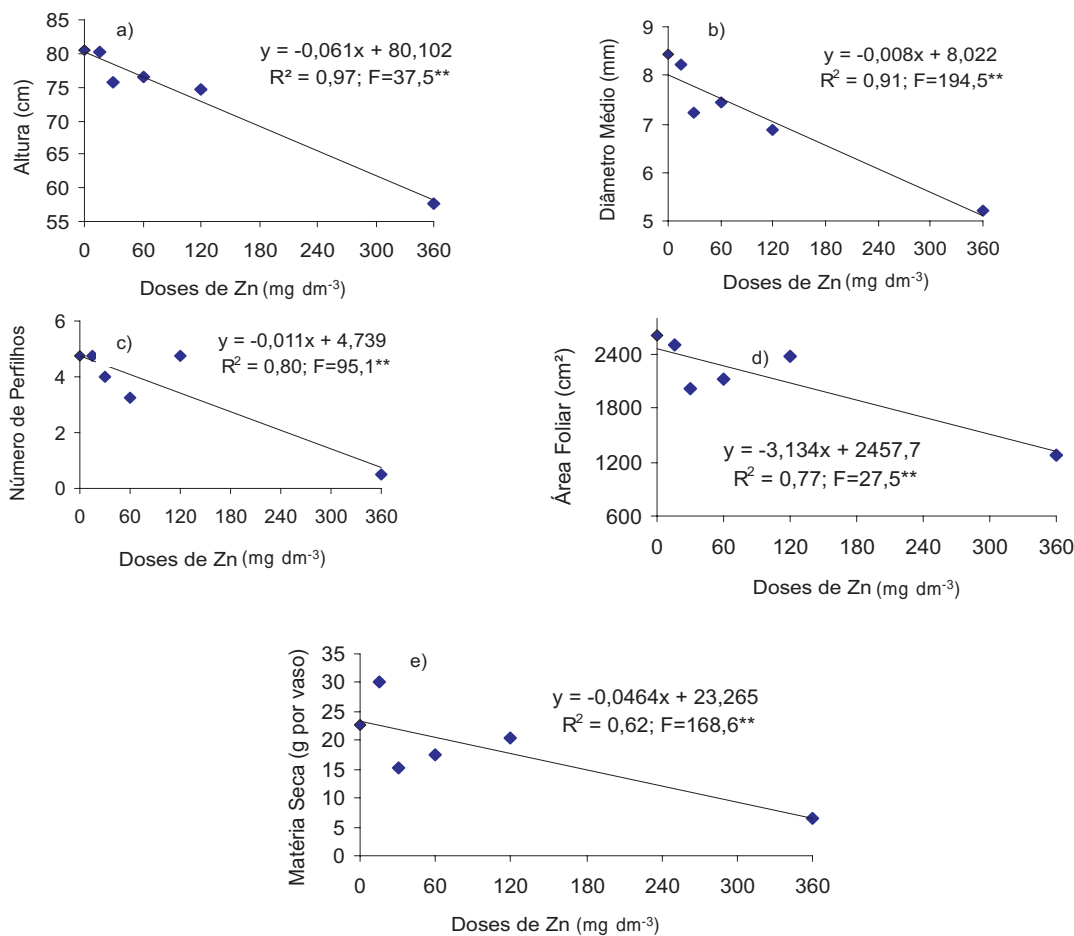 a)
y = -0,061x + 80,102
R² = 0,97; F=37,5**
Altura (cm)
85
80
75
70
65
60
55
0 60 120 180 240 300 360
Doses de Zn (mg dm-3)
b)
y = -0,008x + 8,022
R2 = 0,91; F=194,5**
Diâmetro Médio (mm)
9
8
7
6
5
0 60 120 180 240 300 360
Doses de Zn (mg dm-3)
c)
y = -0,011x + 4,739
R2 = 0,80; F=95,1**
Número de Perfilhos
6
4
2
0
0 60 120 180 240 300 360
Doses de Zn (mg dm-3)
d)
y = -3,134x + 2457,7
R2 = 0,77; F=27,5**
Área Foliar (cm²)
2400
1800
1200
600
0 60 120 180 240 300 360
Doses de Zn (mg dm-3)
e)
y = -0,0464x + 23,265
R2 = 0,62; F=168,6**
Matéria Seca (g por vaso)
35
30
25
20
15
10
5
0
0 60 120 180 240 300 360
Doses de Zn (mg dm-3)